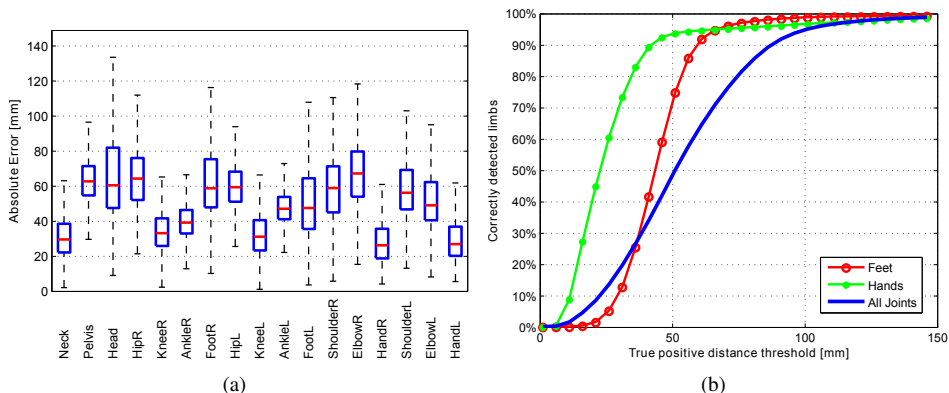 140
120
100
80
60
40
20
0
Absolute Error [mm]
Neck
Pelvis
Head
HipR
KneeR
AnkleR
FootR
HipL
KneeL
AnkleL
FootL
ShoulderR
ElbowR
HandR
ShoulderL
ElbowL
HandL
(a)
100%
90%
80%
70%
60%
50%
40%
30%
20%
10%
0%
Correctly detected limbs
Feet
Hands
All Joints
0
50
100
150
True positive distance threshold [mm]
(b)